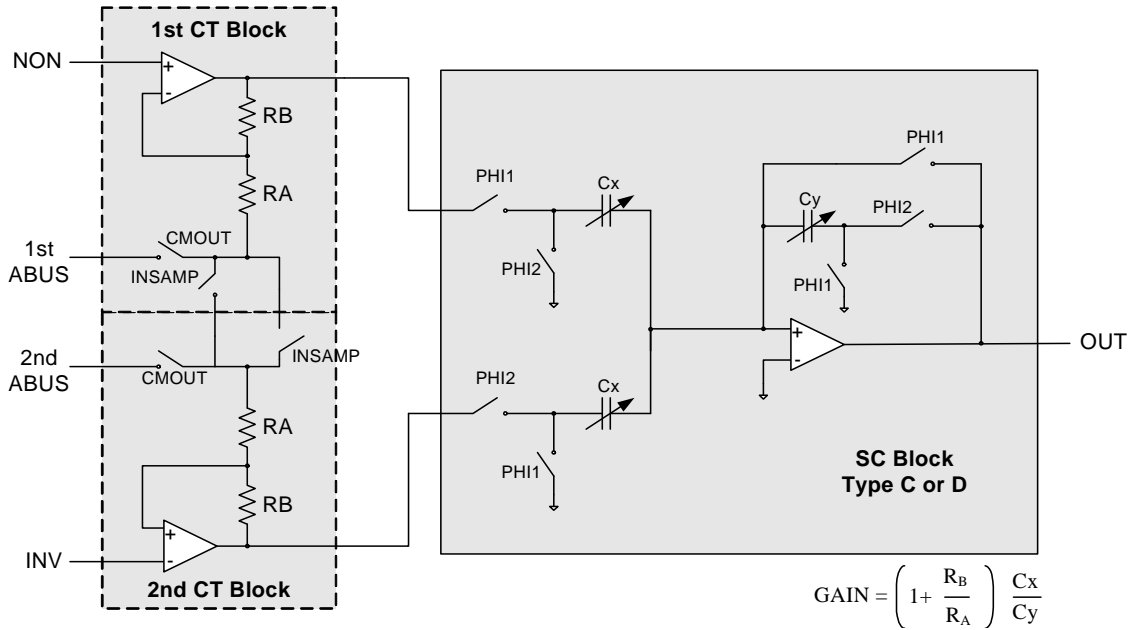 1st CT Block
NON
+
-
RB
RA
CMOUT
1st
ABUS
INSAMP
2nd
ABUS
CMOUT
INSAMP
RA
RB
+
-
INV
2nd CT Block
PHI1
Cx
PHI2
PHI2
Cx
PHI1
PHI1
Cy
PHI2
PHI1
+
-
OUT
SC Block
Type C or D
GAIN = ( 1+ RB / RA ) Cx / Cy